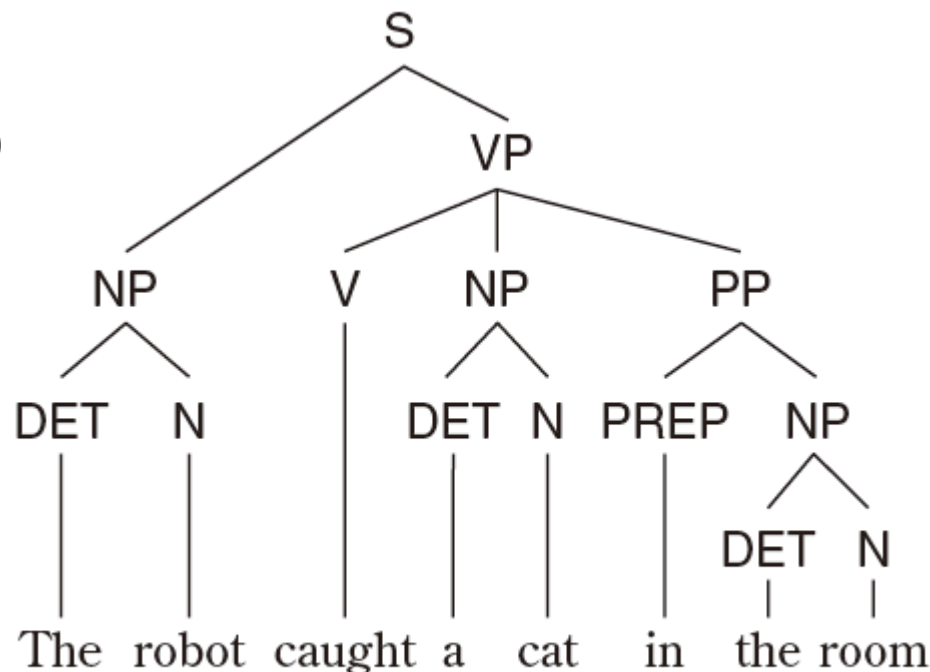 S
VP
NP V NP PP
DET N DET N PREP NP
DET N
The robot caught a cat in the room